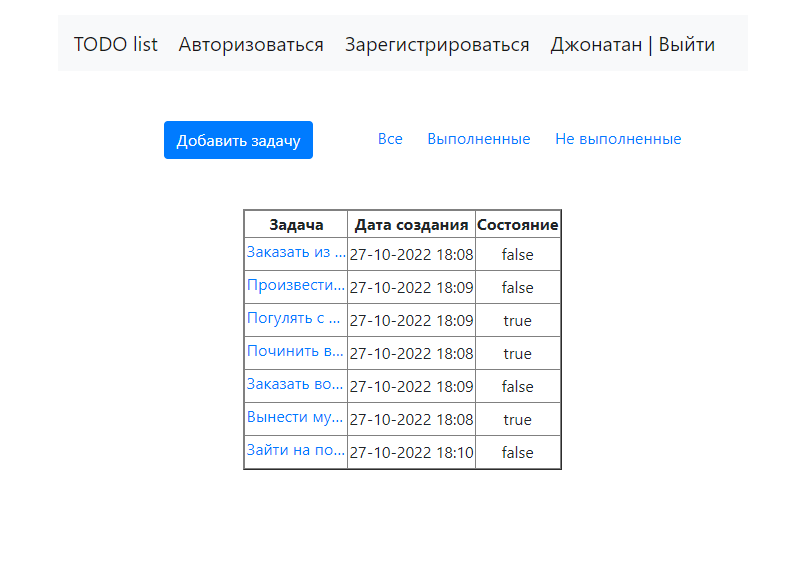 TODO list Авторизоваться Зарегистрироваться Джонатан | Выйти
Добавить задачу Все Выполненные Не выполненные
Задача Дата создания Состояние
Заказать из ... 27-10-2022 18:08 false
Произвести... 27-10-2022 18:09 false
Погулять с ... 27-10-2022 18:09 true
Починить в... 27-10-2022 18:08 true
Заказать во... 27-10-2022 18:09 false
Вынести му... 27-10-2022 18:08 true
Зайти на по... 27-10-2022 18:10 false